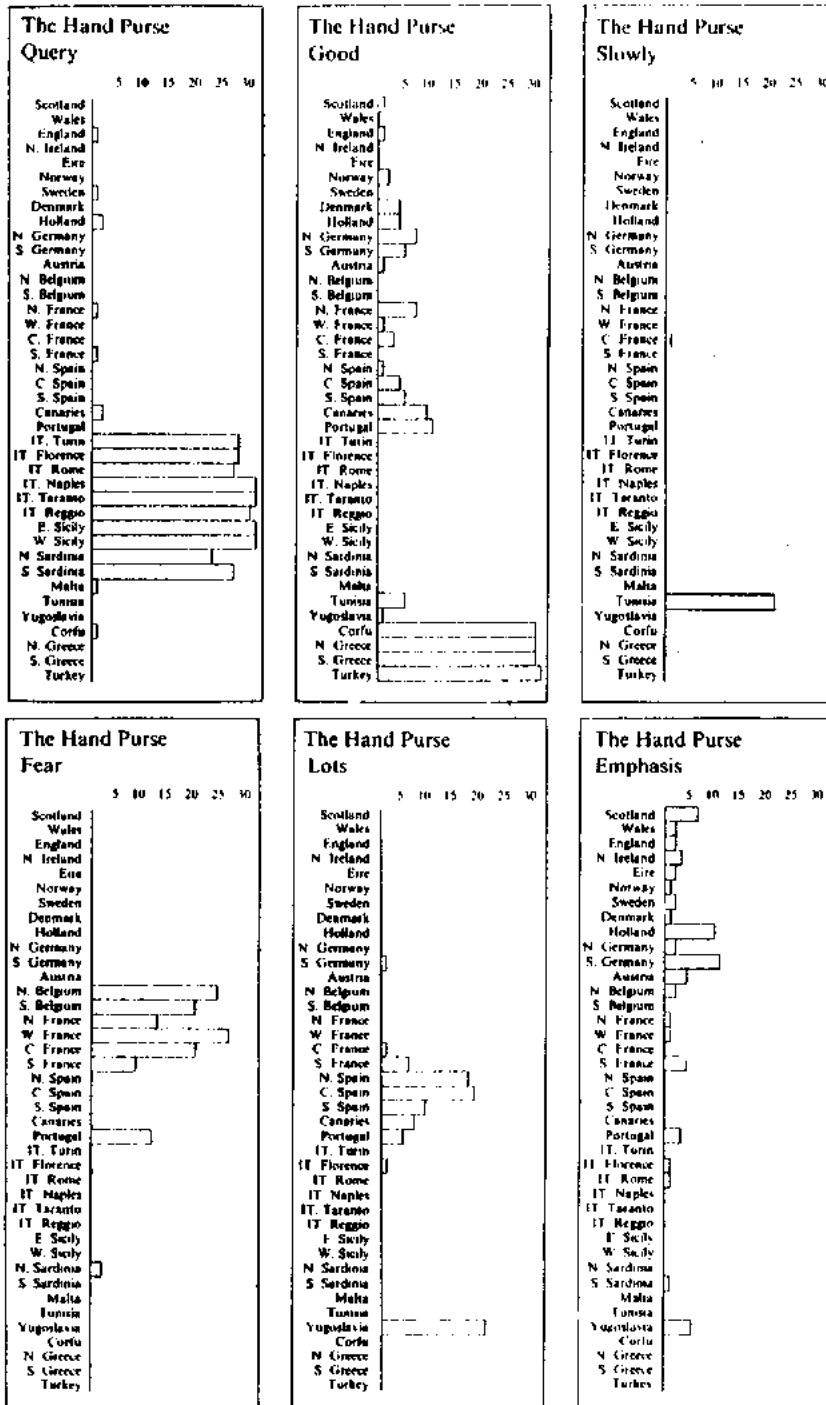 The Hand Purse
Query
5 10 15 20 25 30
Scotland
Wales
England
N. Ireland
Eire
Norway
Sweden
Denmark
Holland
N Germany
S Germany
Austria
N Belgium
S. Belgium
N. France
W. France
C. France
S. France
N. Spain
C Spain
S. Spain
Canaries
Portugal
IT. Turin
IT Florence
IT Rome
IT. Naples
IT. Taranto
IT Reggio
E. Sicily
W. Sicily
N Sardinia
S Sardinia
Malta
Tunisia
Yugoslavia
Corfu
N. Greece
S. Greece
Turkey
The Hand Purse
Good
5 10 15 20 25 30
Scotland
Wales
England
N Ireland
Eire
Norway
Sweden
Denmark
Holland
N Germany
S Germany
Austria
N. Belgium
S. Belgium
N. France
W. France
C. France
S. France
N Spain
C Spain
S. Spain
Canaries
Portugal
IT Turin
IT Florence
IT Rome
IT. Naples
IT. Taranto
IT Reggio
E. Sicily
W. Sicily
N Sardinia
S Sardinia
Malta
Tunisia
Yugoslavia
Corfu
N Greece
S. Greece
Turkey
The Hand Purse
Slowly
5 10 15 20 25 30
Scotland
Wales
England
N. Ireland
Eire
Norway
Sweden
Denmark
Holland
N Germany
S Germany
Austria
N Belgium
S Belgium
N France
W France
C France
S France
N Spain
C Spain
S Spain
Canaries
Portugal
IT Turin
IT Florence
IT Rome
IT Naples
IT Taranto
IT Reggio
E Sicily
W Sicily
N Sardinia
S Sardinia
Malta
Tunisia
Yugoslavia
Corfu
N Greece
S Greece
Turkey
The Hand Purse
Fear
5 10 15 20 25 30
Scotland
Wales
England
N Ireland
Eire
Norway
Sweden
Denmark
Holland
N Germany
S Germany
Austria
N. Belgium
S. Belgium
N France
W France
C France
S France
N. Spain
C Spain
S. Spain
Canaries
Portugal
IT. Turin
IT Florence
IT Rome
IT Naples
IT Taranto
IT Reggio
E Sicily
W. Sicily
N. Sardinia
S Sardinia
Malta
Tunisia
Yugoslavia
Corfu
N Greece
S Greece
Turkey
The Hand Purse
Lots
5 10 15 20 25 30
Scotland
Wales
England
N Ireland
Eire
Norway
Sweden
Denmark
Holland
N Germany
S Germany
Austria
N Belgium
S. Belgium
N France
W. France
C France
S France
N. Spain
C. Spain
S Spain
Canaries
Portugal
IT Turin
IT Florence
IT Rome
IT Naples
IT. Taranto
IT Reggio
E Sicily
W. Sicily
N Sardinia
S Sardinia
Malta
Tunisia
Yugoslavia
Corfu
N Greece
S Greece
Turkey
The Hand Purse
Emphasis
5 10 15 20 25 30
Scotland
Wales
England
N Ireland
Eire
Norway
Sweden
Denmark
Holland
N Germany
S. Germany
Austria
N Belgium
S Belgium
N France
W France
C France
S France
N Spain
C Spain
S Spain
Canaries
Portugal
IT. Turin
IT Florence
IT Rome
IT Naples
IT Taranto
IT Reggio
E Sicily
W Sicily
N Sardinia
S Sardinia
Malta
Tunisia
Yugoslavia
Corfu
N Greece
S Greece
Turkey